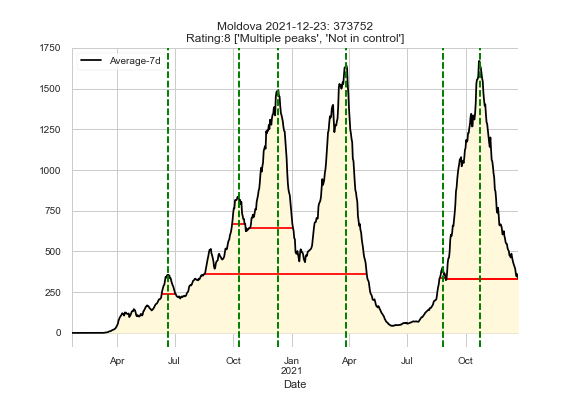 Moldova 2021-12-23: 373752
Rating:8 ['Multiple peaks', 'Not in control']
1750
Average-7d
1500
1250
1000
750
500
250
0
Apr Jul Oct Jan Apr Jul Oct
2021
Date